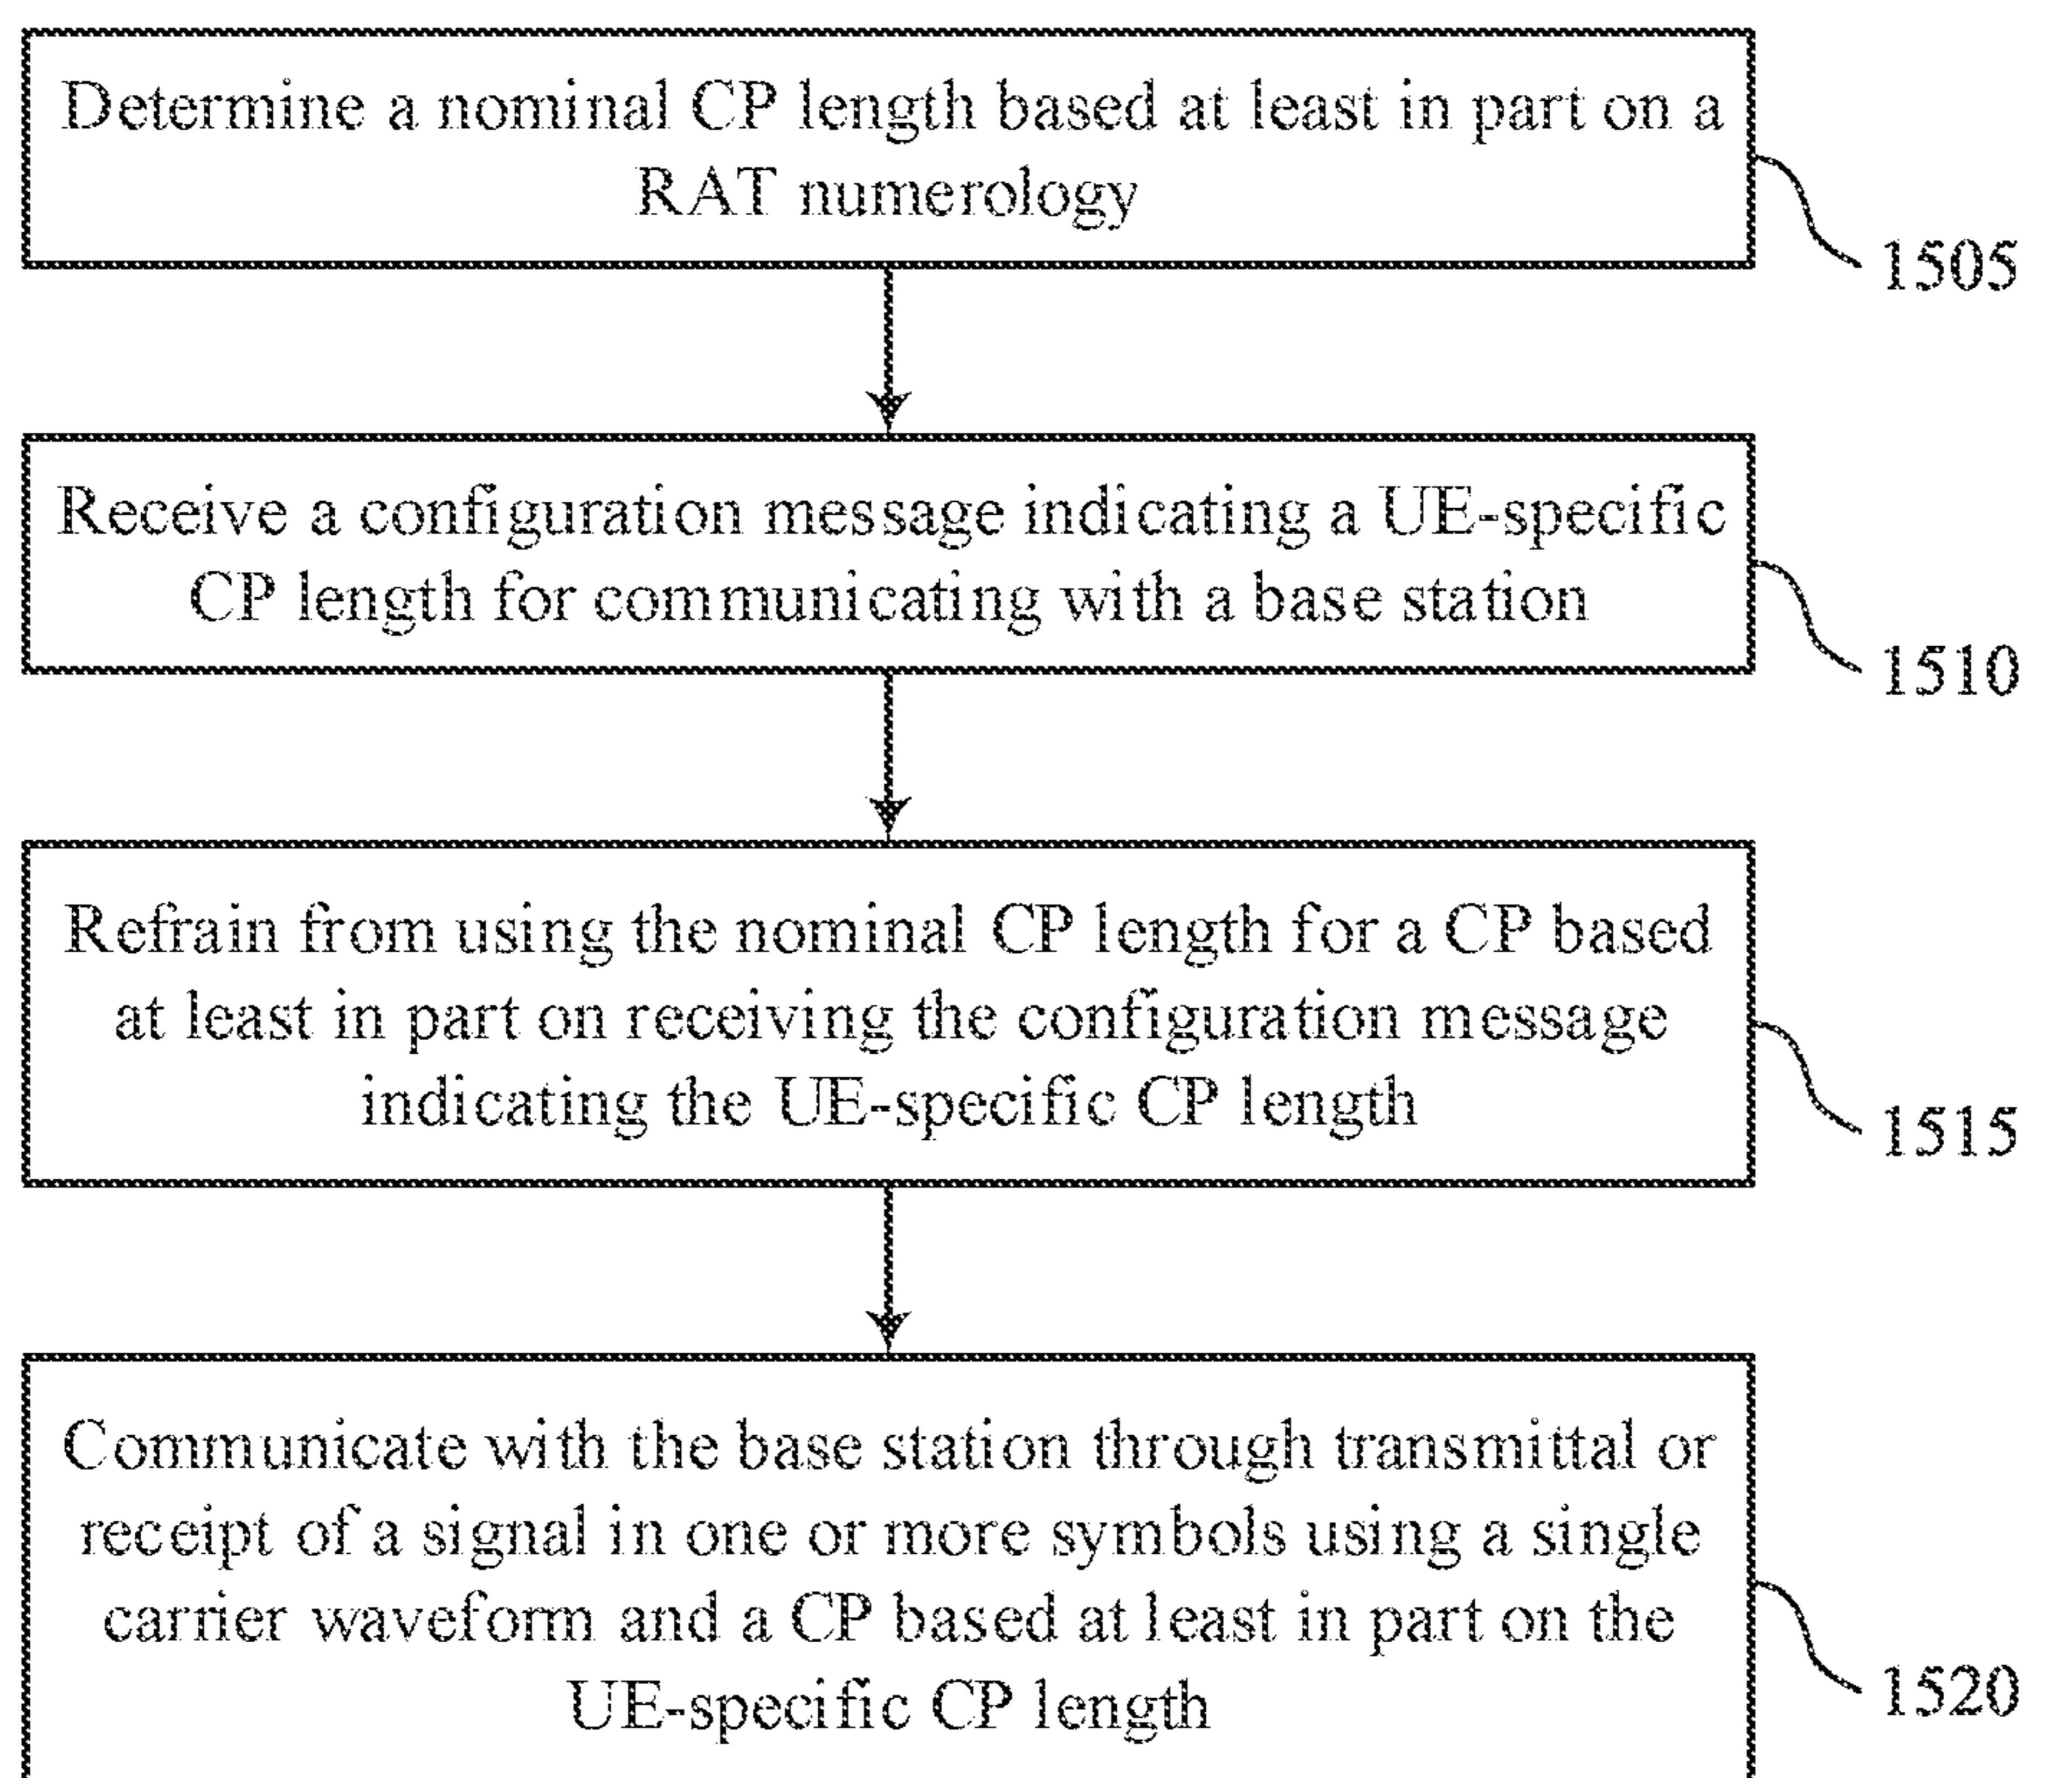 Determine a nominal CP length based at least in part on a
RAT numerology
1505
Receive a configuration message indicating a UE-specific
CP length for communicating with a base station
1510
Refrain from using the nominal CP length for a CP based
at least in part on receiving the configuration message
indicating the UE-specific CP length
1515
Communicate with the base station through transmittal or
receipt of a signal in one or more symbols using a single
carrier waveform and a CP based at least in part on the
UE-specific CP length
1520